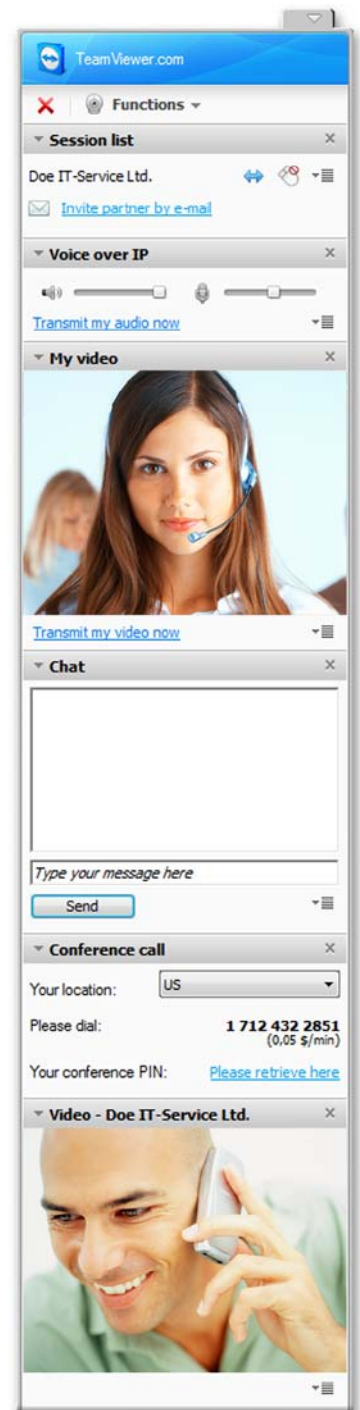 TeamViewer.com
Functions
Session list
Doe IT-Service Ltd.
Invite partner by e-mail
Voice over IP
Transmit my audio now
My video
Transmit my video now
Chat
Type your message here
Send
Conference call
Your location: US
Please dial: 1 712 432 2851
(0,05 $/min)
Your conference PIN: Please retrieve here
Video - Doe IT-Service Ltd.